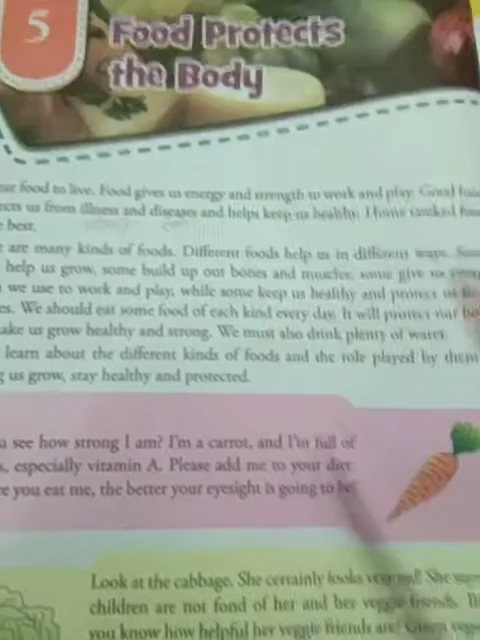 5
Food Protects
the Body
food to live. Food gives us energy and strength to work and play. Good
us from illness and diseases and helps keep us healthy. Home cooked
best.
are many kinds of foods. Different foods help us in different ways.
help us grow, some build up our bones and muscles, some give us
we use to work and play, while some keep us healthy and protect us
We should eat some food of each kind every day. It will protect our
us grow healthy and strong. We must also drink plenty of water.
learn about the different kinds of foods and the role played by them
us grow, stay healthy and protected.
see how strong I am? I'm a carrot, and I'm full of
especially vitamin A. Please add me to your diet
you eat me, the better your eyesight is going to be
Look at the cabbage. She certainly looks very She
children are not fond of her and her veggie friends.
you know how helpful her veggie friends are? Green